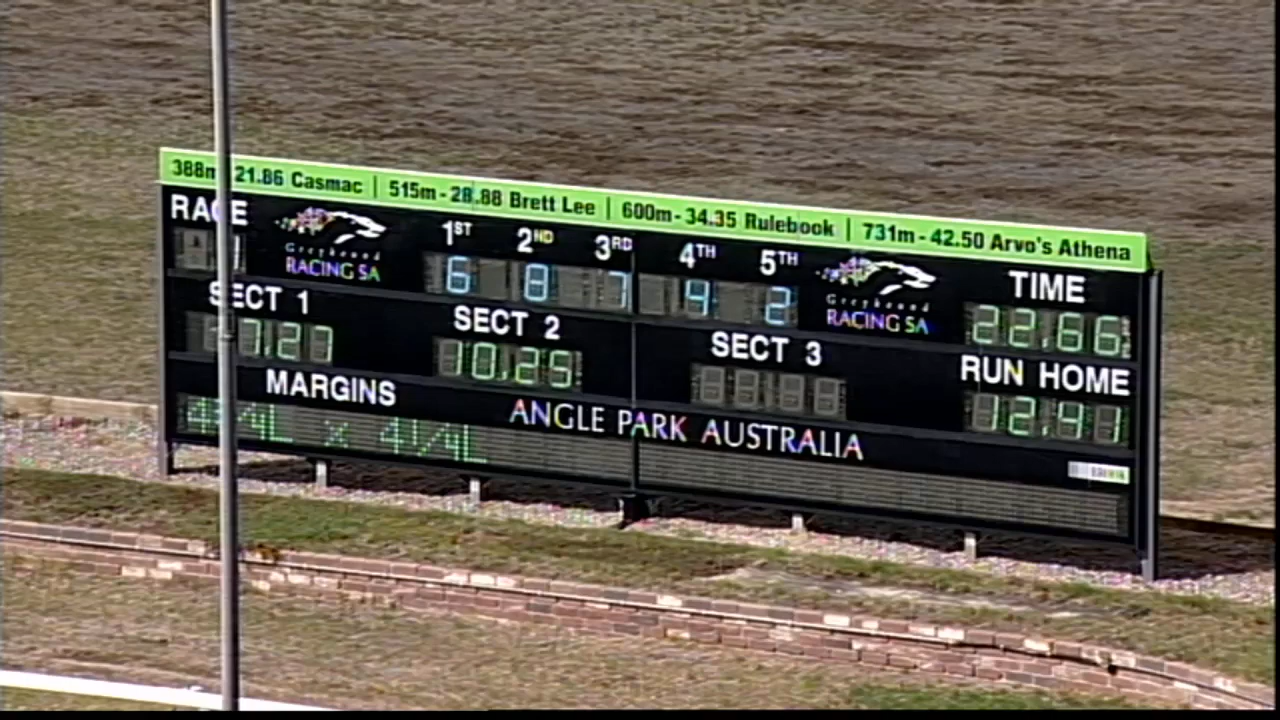 388m - 21.86 Casmac | 515m - 28.88 Brett Lee | 600m - 34.35 Rulebook | 731m - 42.50 Arvo's Athena
RACE
Greyhound
RACING SA
1ST 2ND 3RD 4TH 5TH
6 8 7 4 2
Greyhound
RACING SA
TIME
22.66
SECT 1
7.27
SECT 2
10.25
SECT 3
RUN HOME
12.41
MARGINS
4 1/4L
ANGLE PARK AUSTRALIA